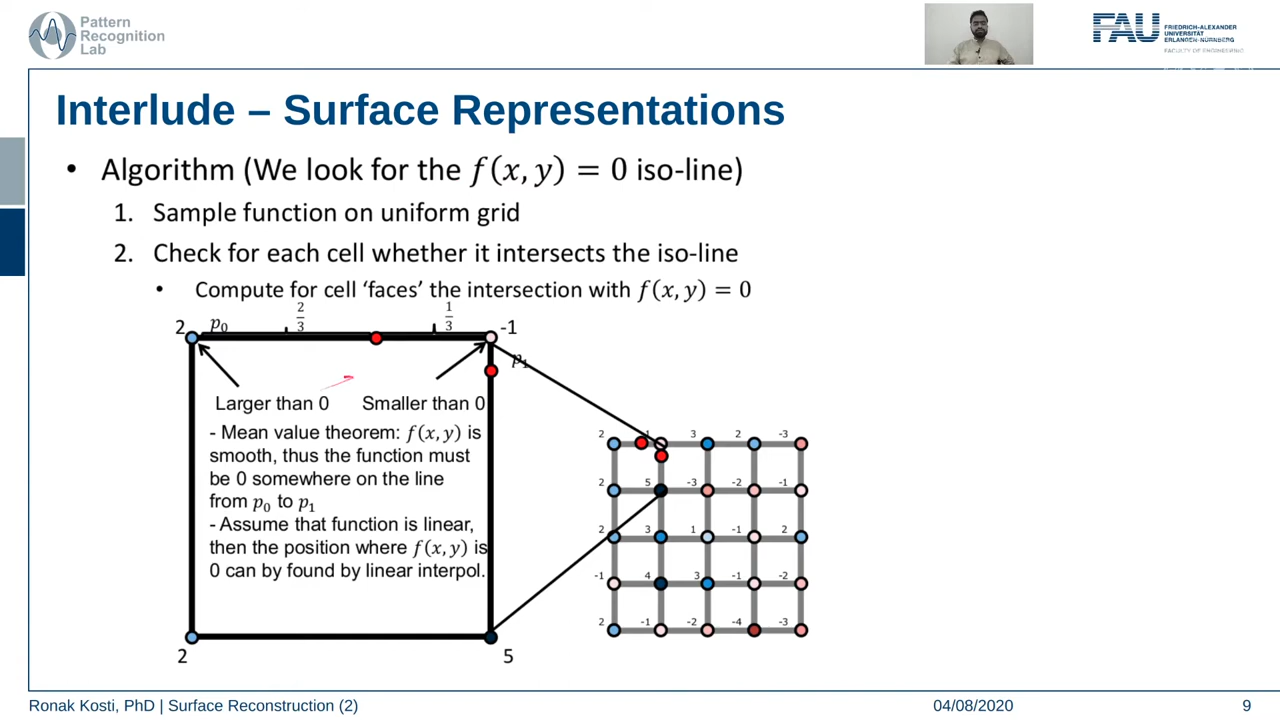 Pattern
Recognition
Lab
FAU
FRIEDRICH-ALEXANDER
UNIVERSITÄT
ERLANGEN-NÜRNBERG
FACULTY OF ENGINEERING
Interlude – Surface Representations
• Algorithm (We look for the f(x, y) = 0 iso-line)
1. Sample function on uniform grid
2. Check for each cell whether it intersects the iso-line
• Compute for cell ‘faces’ the intersection with f(x, y) = 0
2 p₀ 2/3 1/3 -1
p₁
Larger than 0 Smaller than 0
- Mean value theorem: f(x, y) is
smooth, thus the function must
be 0 somewhere on the line
from p₀ to p₁
- Assume that function is linear,
then the position where f(x, y) is
0 can by found by linear interpol.
2 5
2 1 3 2 -3
2 5 -3 -2 -1
2 3 1 -1 2
-1 4 3 -1 -2
2 -1 -2 -4 -3
Ronak Kosti, PhD | Surface Reconstruction (2) 04/08/2020 9